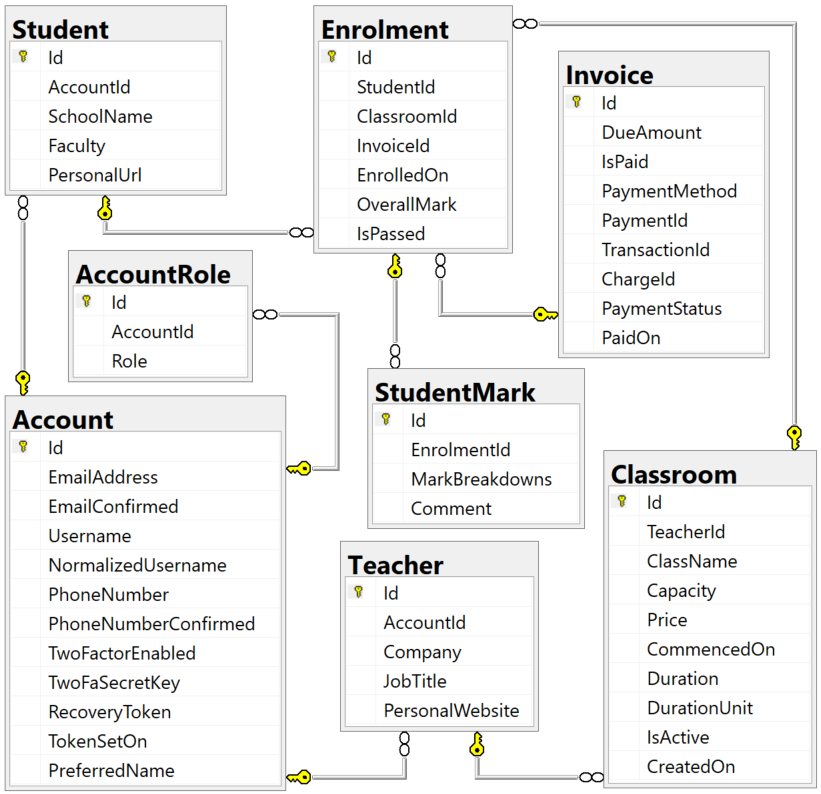 Student
Id
AccountId
SchoolName
Faculty
PersonalUrl
Enrolment
Id
StudentId
ClassroomId
InvoiceId
EnrolledOn
OverallMark
IsPassed
Invoice
Id
DueAmount
IsPaid
PaymentMethod
PaymentId
TransactionId
ChargeId
PaymentStatus
PaidOn
AccountRole
Id
AccountId
Role
Account
Id
EmailAddress
EmailConfirmed
Username
NormalizedUsername
PhoneNumber
PhoneNumberConfirmed
TwoFactorEnabled
TwoFaSecretKey
RecoveryToken
TokenSetOn
PreferredName
StudentMark
Id
EnrolmentId
MarkBreakdowns
Comment
Teacher
Id
AccountId
Company
JobTitle
PersonalWebsite
Classroom
Id
TeacherId
ClassName
Capacity
Price
CommencedOn
Duration
DurationUnit
IsActive
CreatedOn